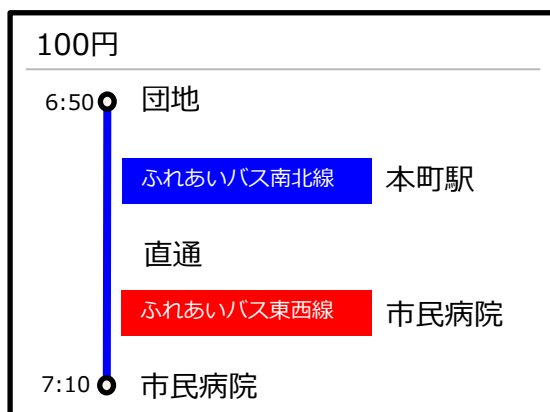 100円
6:50 団地
ふれあいバス南北線 本町駅
直通
ふれあいバス東西線 市民病院
7:10 市民病院